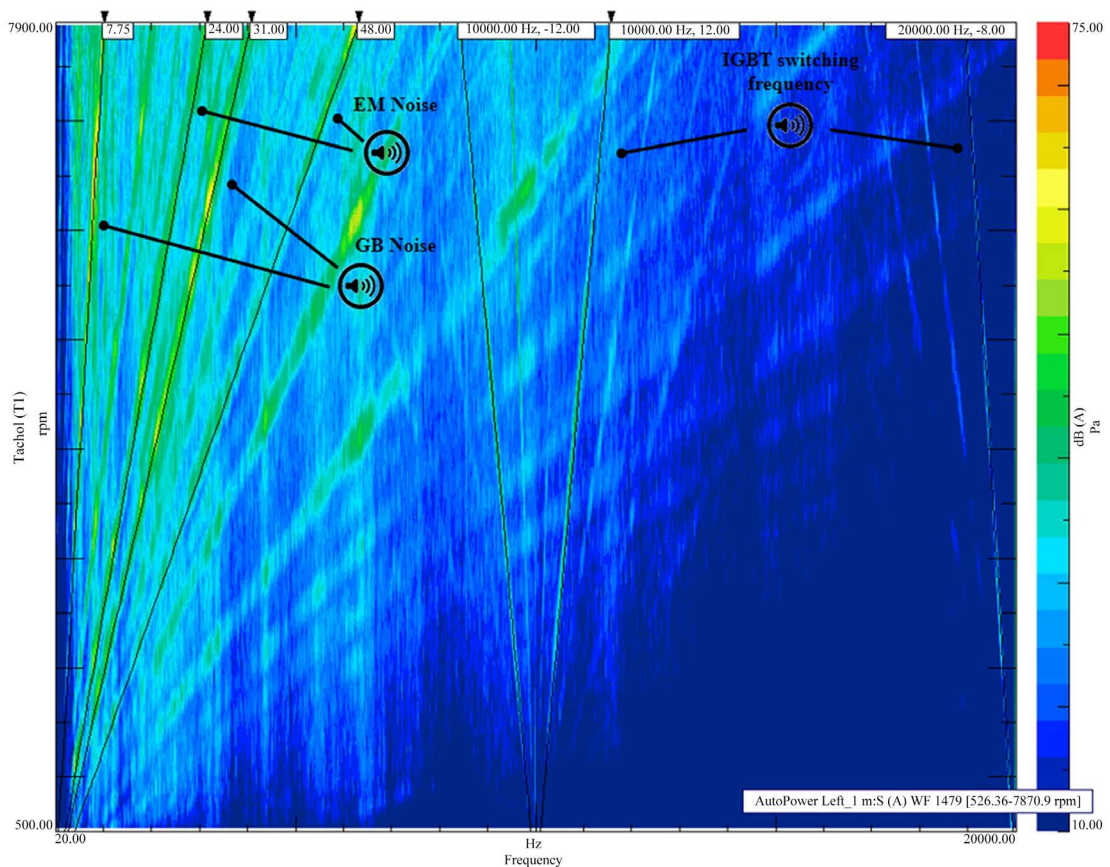 7900.00
7.75
24.00
31.00
48.00
10000.00 Hz, -12.00
10000.00 Hz, 12.00
20000.00 Hz, -8.00
75.00
IGBT switching
frequency
EM Noise
GB Noise
Tachol (T1)
rpm
dB (A)
Pa
AutoPower Left_1 m:S (A) WF 1479 [526.36-7870.9 rpm]
500.00
10.00
20.00
Hz
20000.00
Frequency